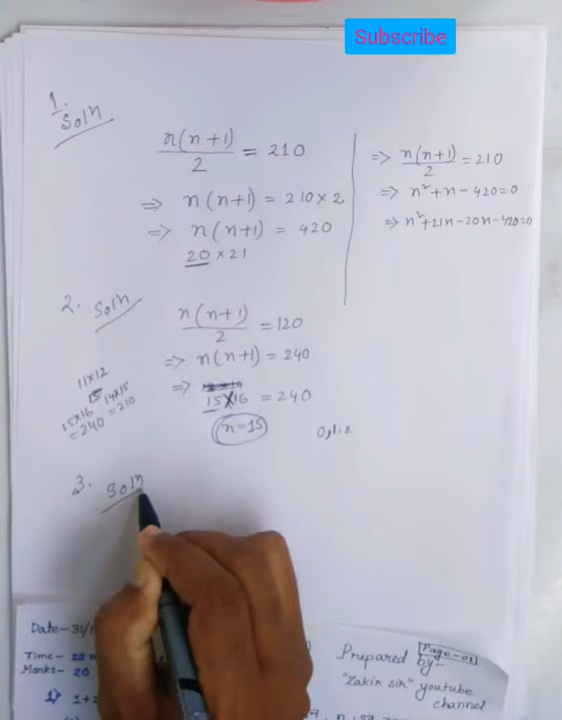 Subscribe
1.
Soln
n(n+1)/2 = 210
=> n(n+1) = 210×2
=> n(n+1) = 420
20 × 21
=> n(n+1)/2 = 210
=> n²+n-420=0
=> n²+21n-20n-420=0
2. Soln
n(n+1)/2 = 120
=> n(n+1) = 240
=>
15×16 = 240
n=15
11×12
15 14×15
15×16 = 210
= 240
0,1,2
3. Soln
Date-31/
Time-
Marks- 20
1) 1+
Page-01
Prepared by-
"Zakir sir" youtube
channel